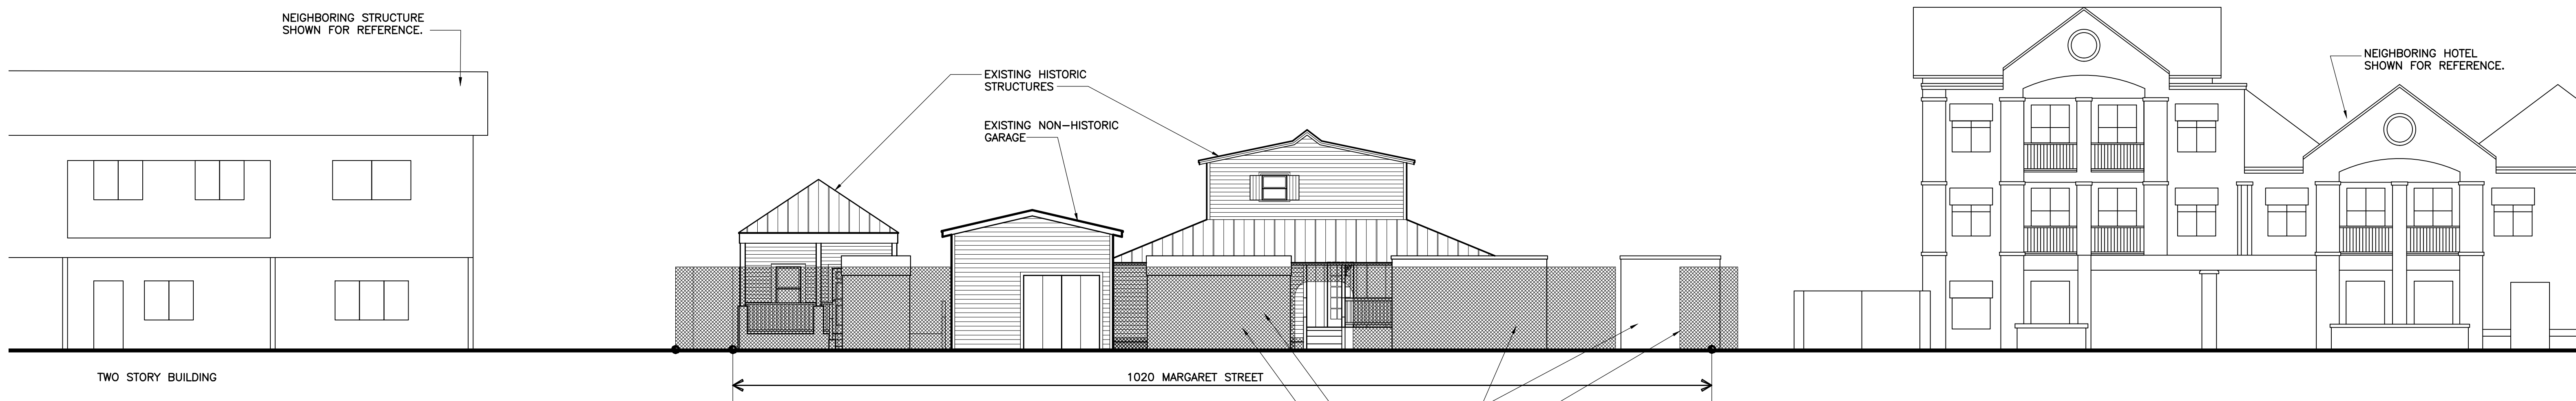 NEIGHBORING STRUCTURE
SHOWN FOR REFERENCE.
EXISTING HISTORIC
STRUCTURES
EXISTING NON-HISTORIC
GARAGE
NEIGHBORING HOTEL
SHOWN FOR REFERENCE.
TWO STORY BUILDING
1020 MARGARET STREET